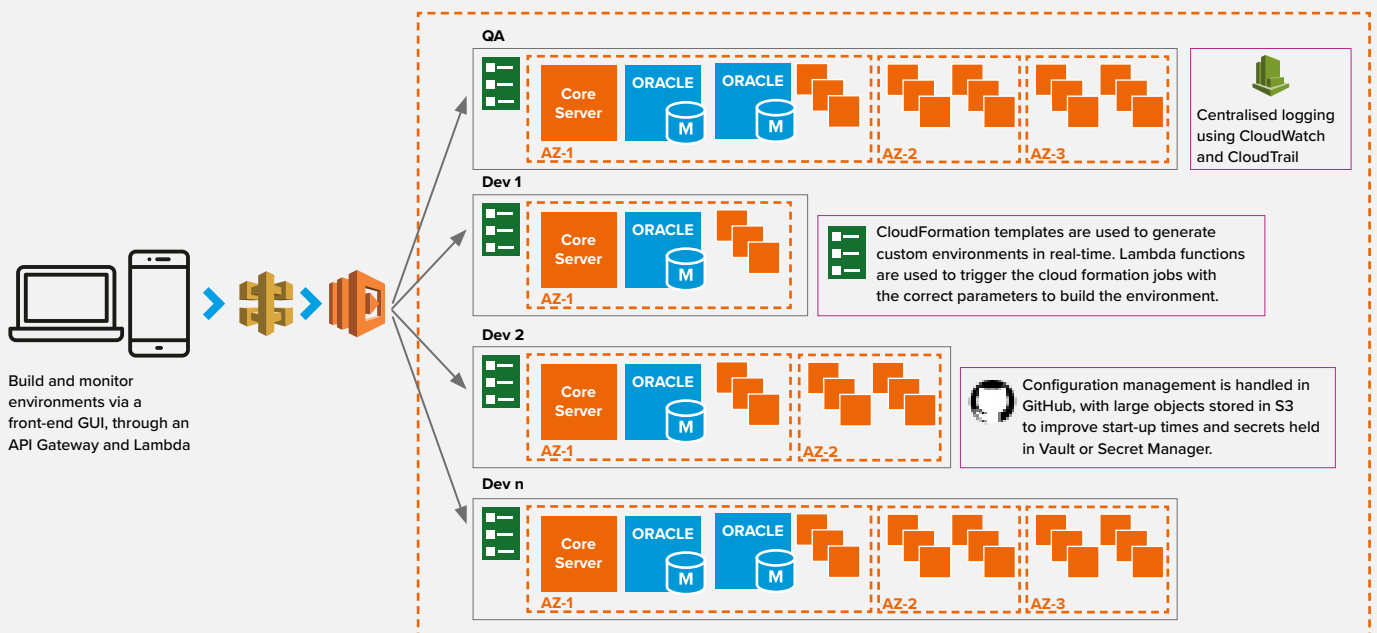 QA
Core
Server
ORACLE
M
ORACLE
M
AZ-1
AZ-2
AZ-3
Centralised logging
using CloudWatch
and CloudTrail
Dev 1
Core
Server
ORACLE
M
AZ-1
CloudFormation templates are used to generate
custom environments in real-time. Lambda functions
are used to trigger the cloud formation jobs with
the correct parameters to build the environment.
Build and monitor
environments via a
front-end GUI, through an
API Gateway and Lambda
Dev 2
Core
Server
ORACLE
M
AZ-1
AZ-2
Configuration management is handled in
GitHub, with large objects stored in S3
to improve start-up times and secrets held
in Vault or Secret Manager.
Dev n
Core
Server
ORACLE
M
ORACLE
M
AZ-1
AZ-2
AZ-3